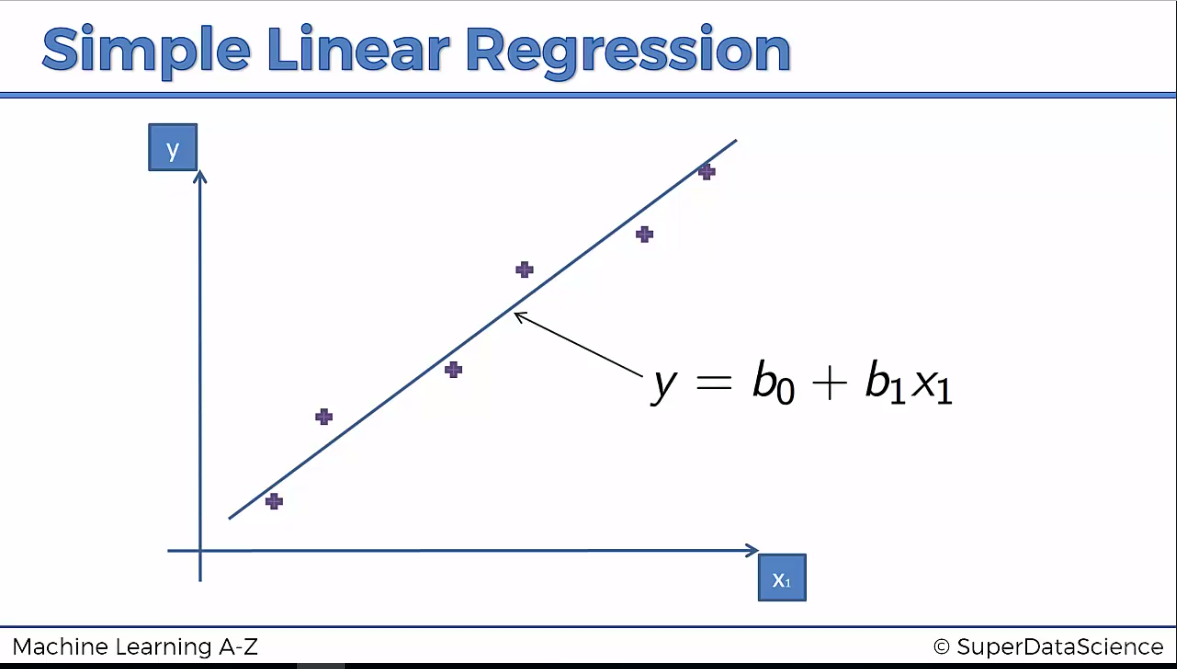 Simple Linear Regression
y
y = b₀ + b₁x₁
x₁
Machine Learning A-Z
© SuperDataScience